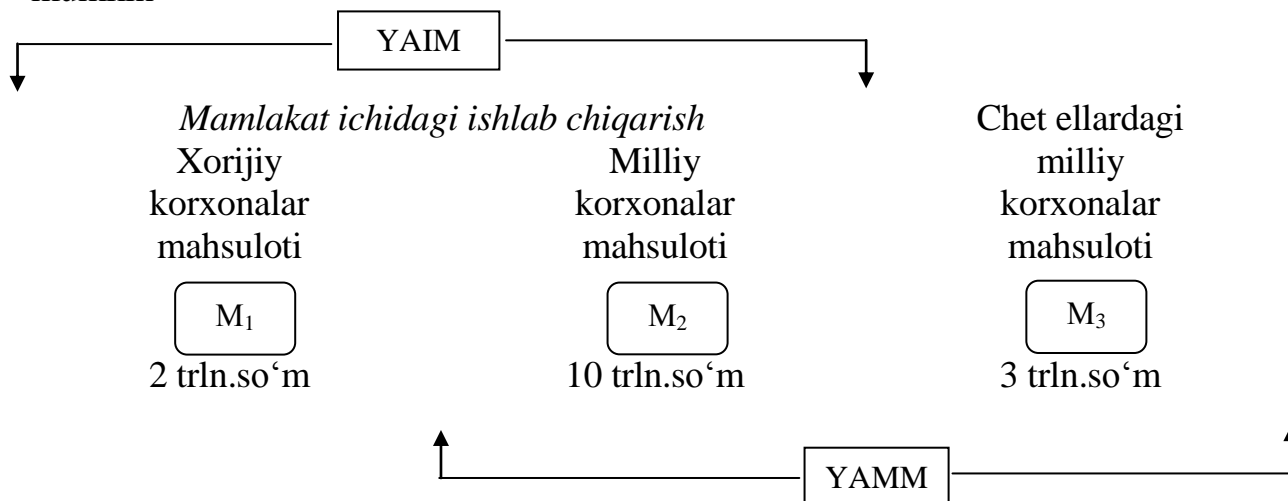 YAIM
Mamlakat ichidagi ishlab chiqarish
Xorijiy
korxonalar
mahsuloti
M₁
2 trln.so‘m
Milliy
korxonalar
mahsuloti
M₂
10 trln.so‘m
Chet ellardagi
milliy
korxonalar
mahsuloti
M₃
3 trln.so‘m
YAMM